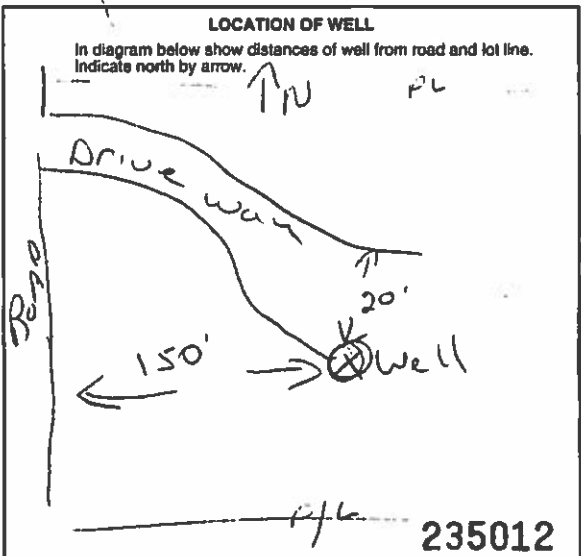 LOCATION OF WELL
In diagram below show distances of well from road and lot line.
Indicate north by arrow.
N
PL
Drive way
Road
20'
150'
Well
P/L
235012